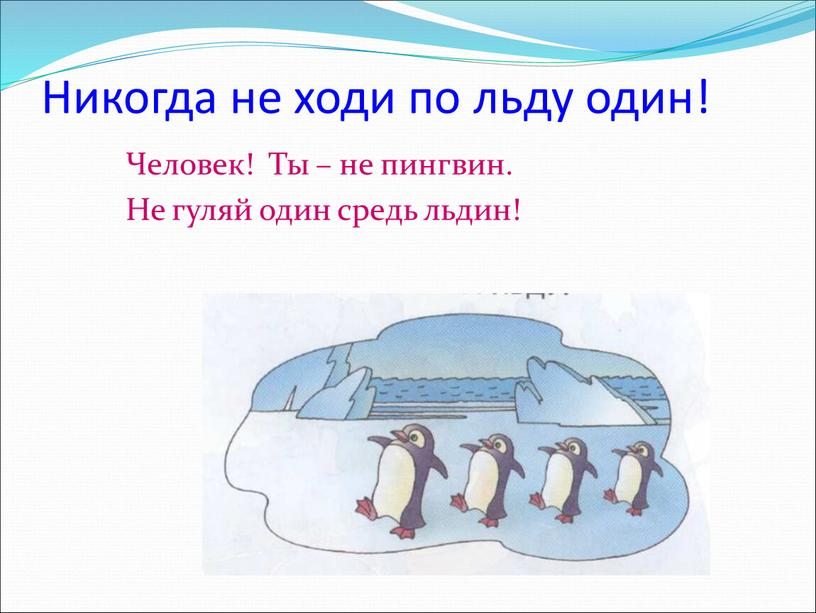 Никогда не ходи по льду один!
Человек! Ты – не пингвин.
Не гуляй один средь льдин!